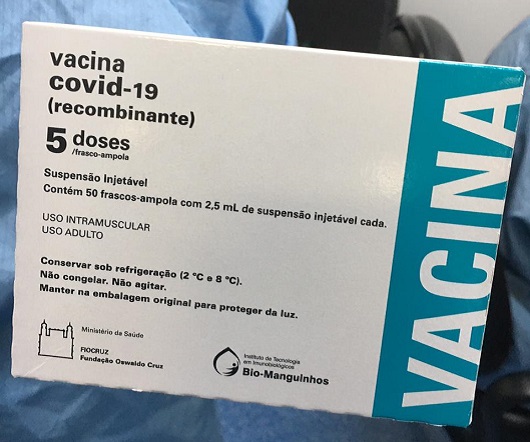 vacina
covid-19
(recombinante)
5 doses
/frasco-ampola
Suspensão Injetável
Contém 50 frascos-ampola com 2,5 mL de suspensão injetável cada.
USO INTRAMUSCULAR
USO ADULTO
Conservar sob refrigeração (2 ºC e 8 ºC).
Não congelar. Não agitar.
Manter na embalagem original para proteger da luz.
Ministério da Saúde
FIOCRUZ
Fundação Oswaldo Cruz
Instituto de Tecnologia
em Imunobiológicos
Bio-Manguinhos
VACINA